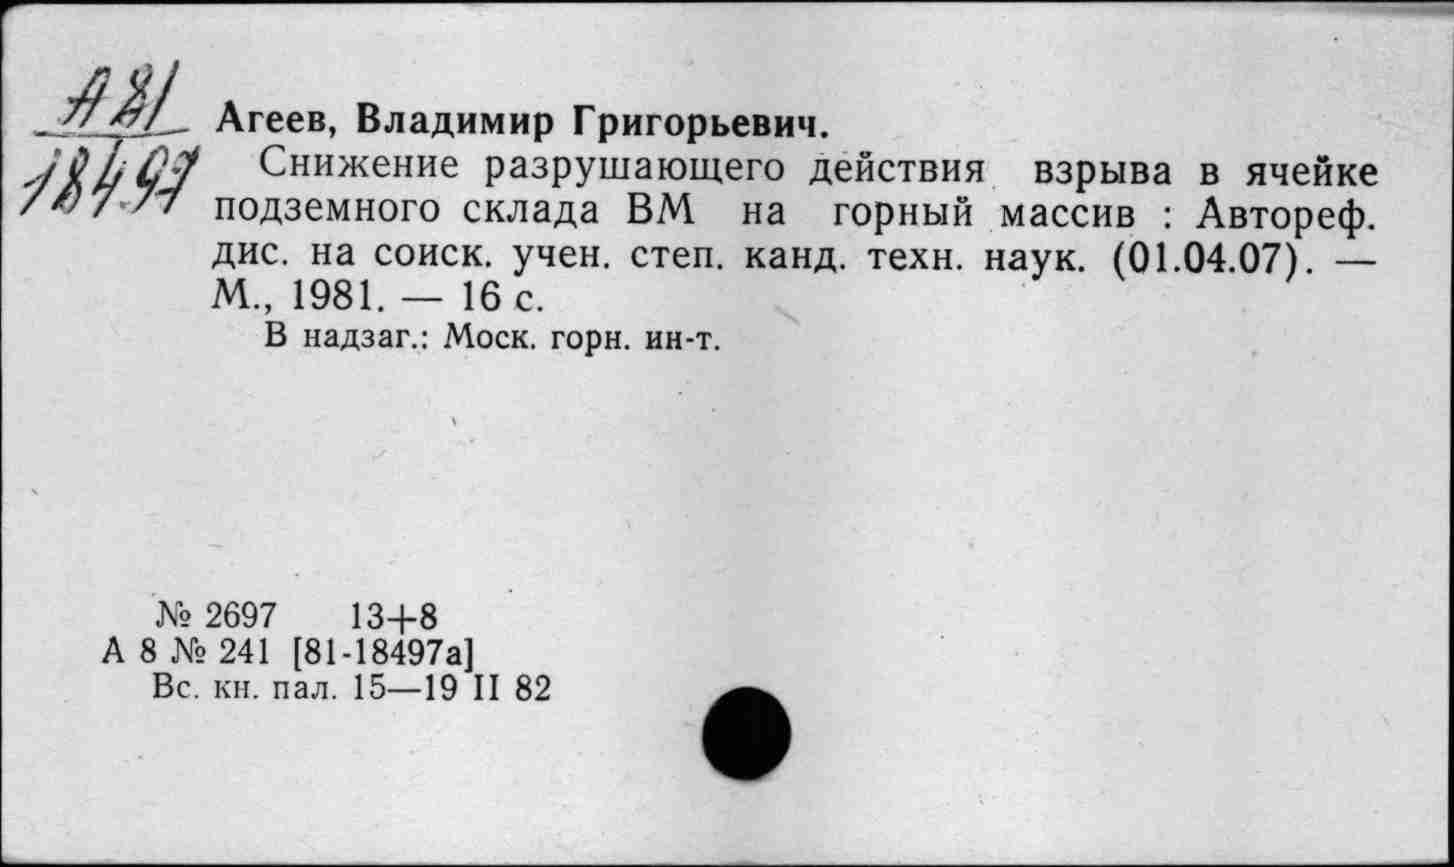 А81
18497
Агеев, Владимир Григорьевич.
Снижение разрушающего действия взрыва в ячейке
подземного склада ВМ на горный массив : Автореф.
дис. на соиск. учен. степ. канд. техн. наук. (01.04.07). —
М., 1981. — 16 с.
В надзаг.: Моск. горн. ин-т.
№ 2697 13+8
А 8 № 241 [81-18497а]
Вс. кн. пал. 15—19 II 82